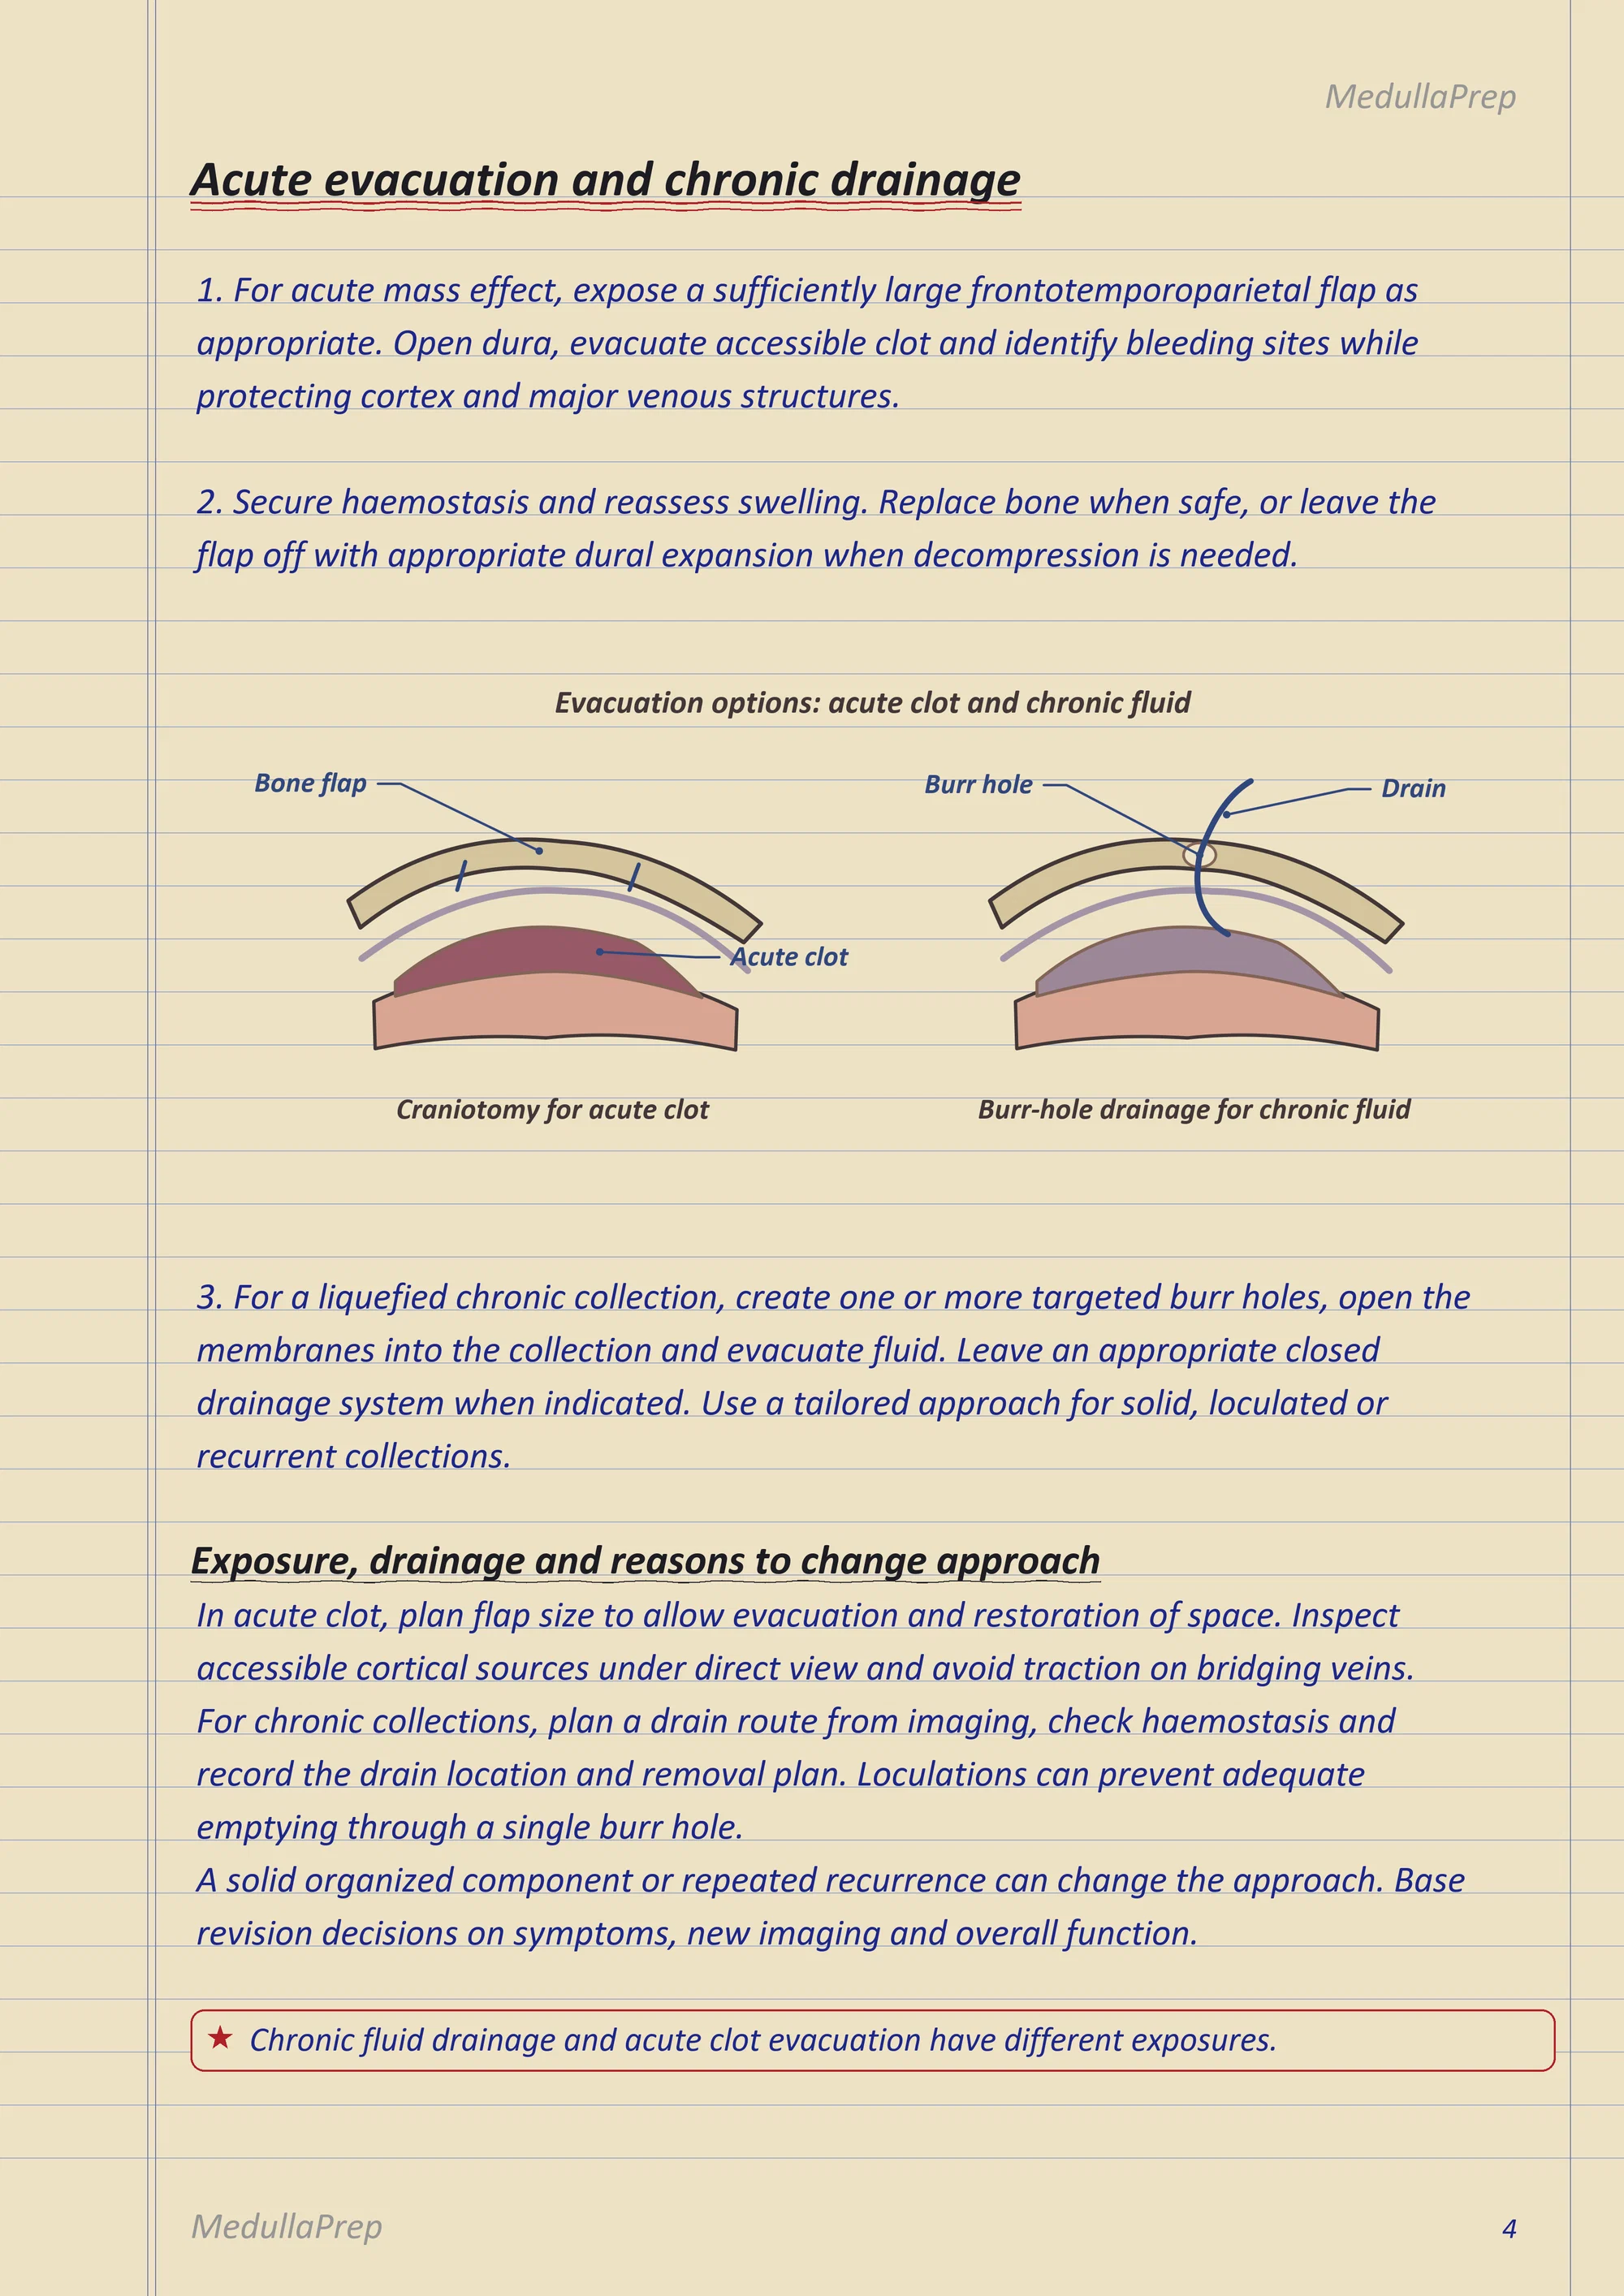 MedullaPrep
Acute evacuation and chronic drainage
1. For acute mass effect, expose a sufficiently large frontotemporoparietal flap as
appropriate. Open dura, evacuate accessible clot and identify bleeding sites while
protecting cortex and major venous structures.
2. Secure haemostasis and reassess swelling. Replace bone when safe, or leave the
flap off with appropriate dural expansion when decompression is needed.
Evacuation options: acute clot and chronic fluid
Bone flap
Acute clot
Craniotomy for acute clot
Burr hole
Drain
Burr-hole drainage for chronic fluid
3. For a liquefied chronic collection, create one or more targeted burr holes, open the
membranes into the collection and evacuate fluid. Leave an appropriate closed
drainage system when indicated. Use a tailored approach for solid, loculated or
recurrent collections.
Exposure, drainage and reasons to change approach
In acute clot, plan flap size to allow evacuation and restoration of space. Inspect
accessible cortical sources under direct view and avoid traction on bridging veins.
For chronic collections, plan a drain route from imaging, check haemostasis and
record the drain location and removal plan. Loculations can prevent adequate
emptying through a single burr hole.
A solid organized component or repeated recurrence can change the approach. Base
revision decisions on symptoms, new imaging and overall function.
★ Chronic fluid drainage and acute clot evacuation have different exposures.
MedullaPrep
4